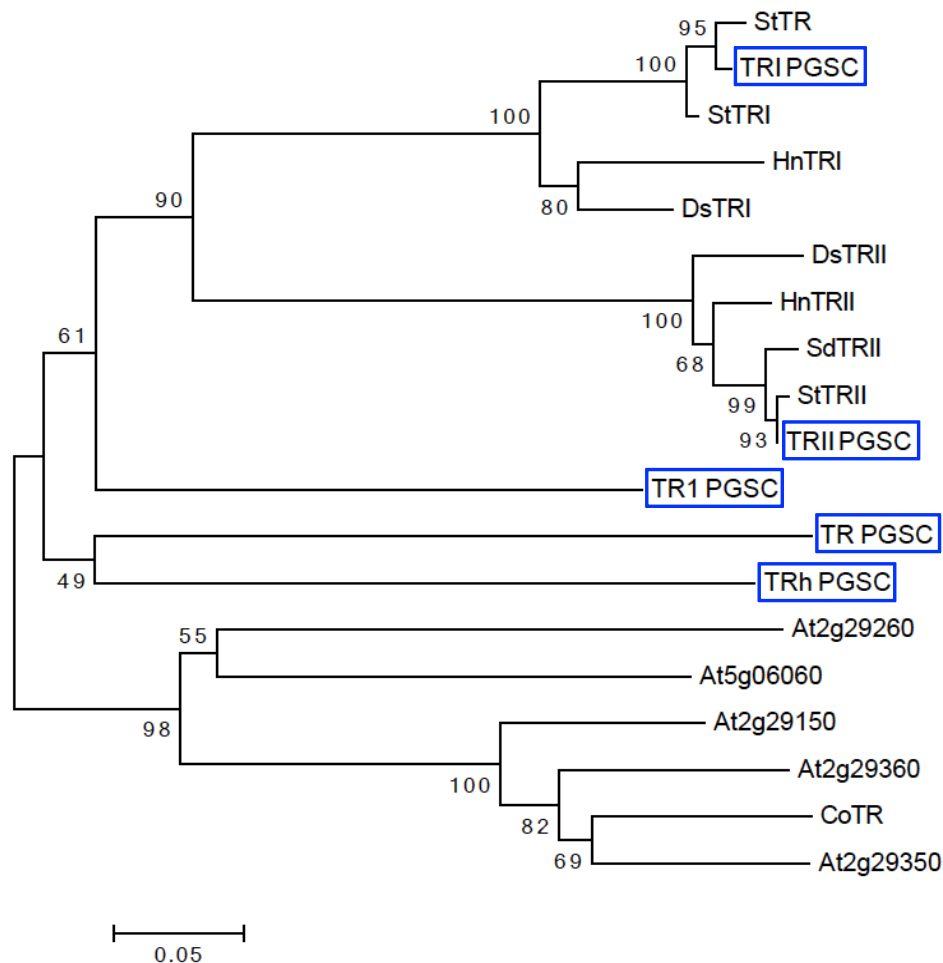 StTR
95
TRI PGSC
100
StTRI
100
HnTRI
90
80
DsTRI
DsTRII
HnTRII
100
61
SdTRII
68
StTRII
99
93
TRII PGSC
TR1 PGSC
TR PGSC
49
TRh PGSC
55
At2g29260
At5g06060
98
At2g29150
100
At2g29360
82
CoTR
69
At2g29350
0.05